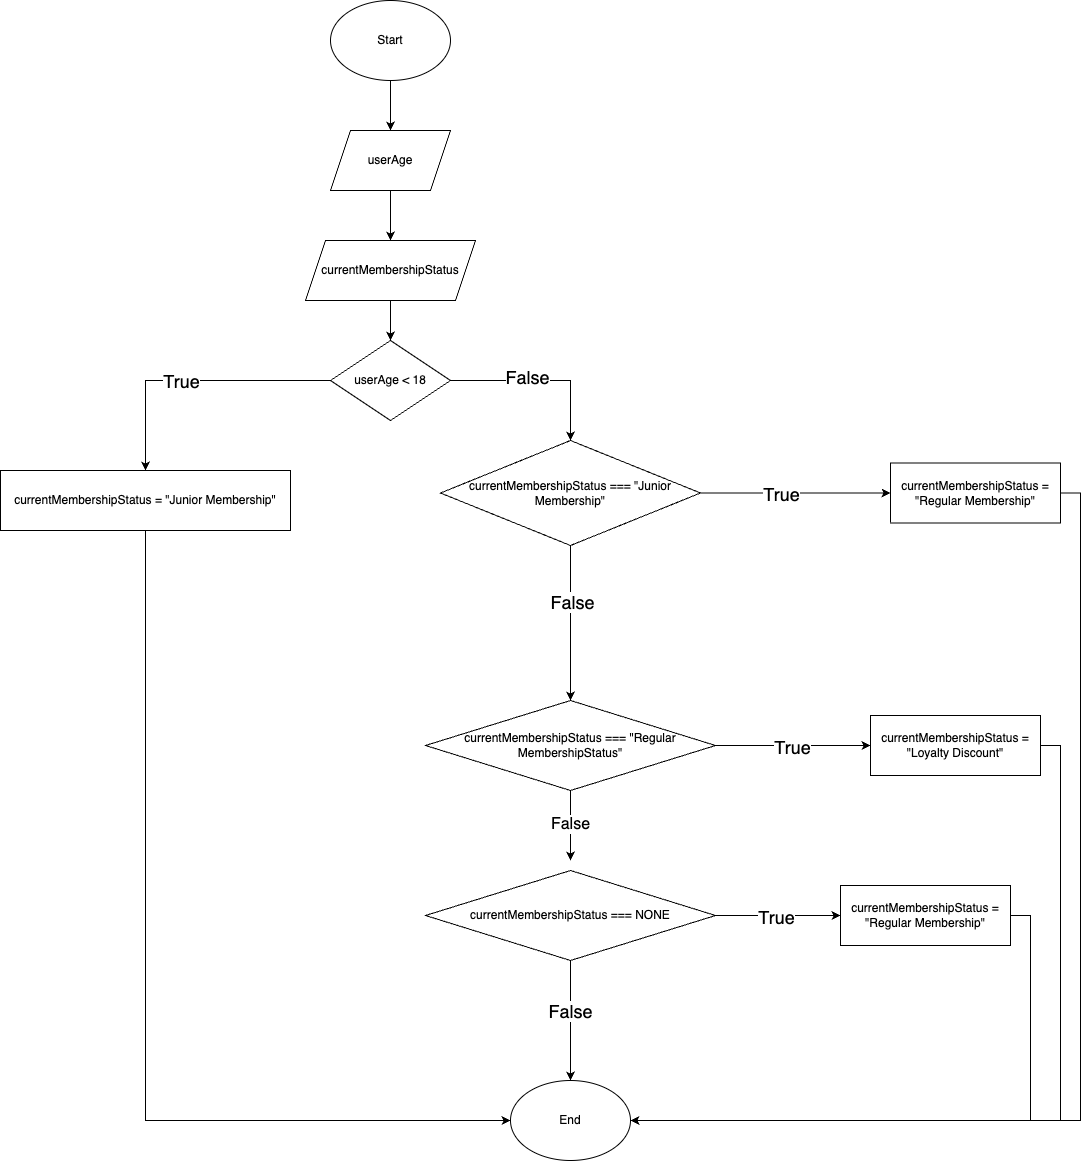 Start
userAge
currentMembershipStatus
userAge < 18
True
False
currentMembershipStatus = "Junior Membership"
currentMembershipStatus === "Junior
Membership"
True
currentMembershipStatus =
"Regular Membership"
False
currentMembershipStatus === "Regular
MembershipStatus"
True
currentMembershipStatus =
"Loyalty Discount"
False
currentMembershipStatus === NONE
True
currentMembershipStatus =
"Regular Membership"
False
End